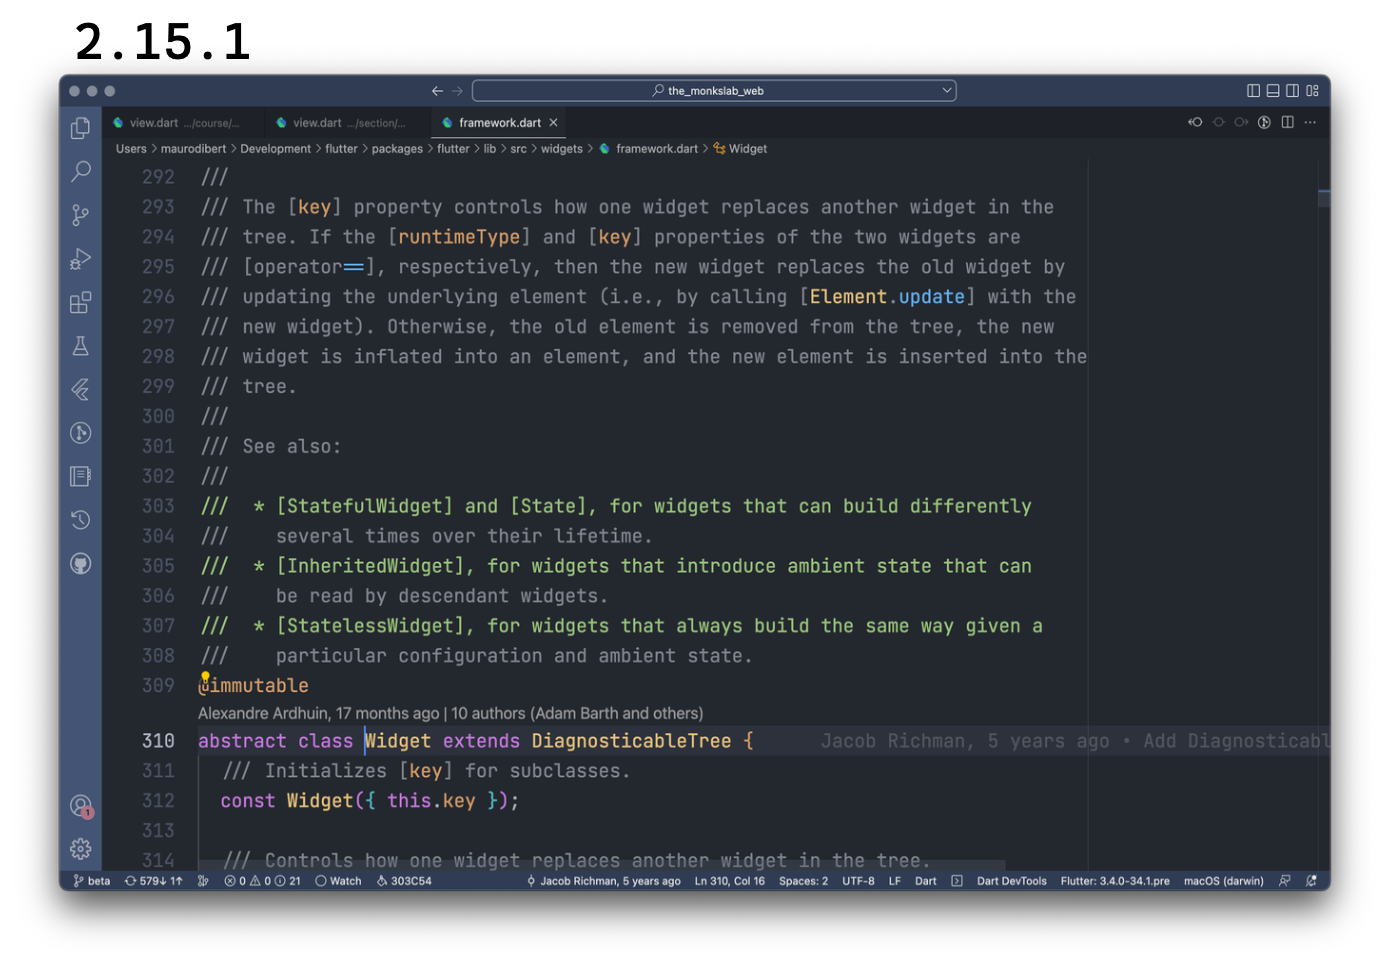 2.15.1
the_monkslab_web
view.dart .../course/... view.dart .../section/... framework.dart
Users > maurodibert > Development > flutter > packages > flutter > lib > src > widgets > framework.dart > Widget
292 ///
293 /// The [key] property controls how one widget replaces another widget in the
294 /// tree. If the [runtimeType] and [key] properties of the two widgets are
295 /// [operator==], respectively, then the new widget replaces the old widget by
296 /// updating the underlying element (i.e., by calling [Element.update] with the
297 /// new widget). Otherwise, the old element is removed from the tree, the new
298 /// widget is inflated into an element, and the new element is inserted into the
299 /// tree.
300 ///
301 /// See also:
302 ///
303 ///  * [StatefulWidget] and [State], for widgets that can build differently
304 ///    several times over their lifetime.
305 ///  * [InheritedWidget], for widgets that introduce ambient state that can
306 ///    be read by descendant widgets.
307 ///  * [StatelessWidget], for widgets that always build the same way given a
308 ///    particular configuration and ambient state.
309 @immutable
Alexandre Ardhuin, 17 months ago | 10 authors (Adam Barth and others)
310 abstract class Widget extends DiagnosticableTree { Jacob Richman, 5 years ago • Add Diagnosticabl
311 /// Initializes [key] for subclasses.
312 const Widget({ this.key });
313
314 /// Controls how one widget replaces another widget in the tree.
1
beta 579↓ 1↑ 0 0 21 Watch 303C54 Jacob Richman, 5 years ago Ln 310, Col 16 Spaces: 2 UTF-8 LF Dart Dart DevTools Flutter: 3.4.0-34.1.pre macOS (darwin)